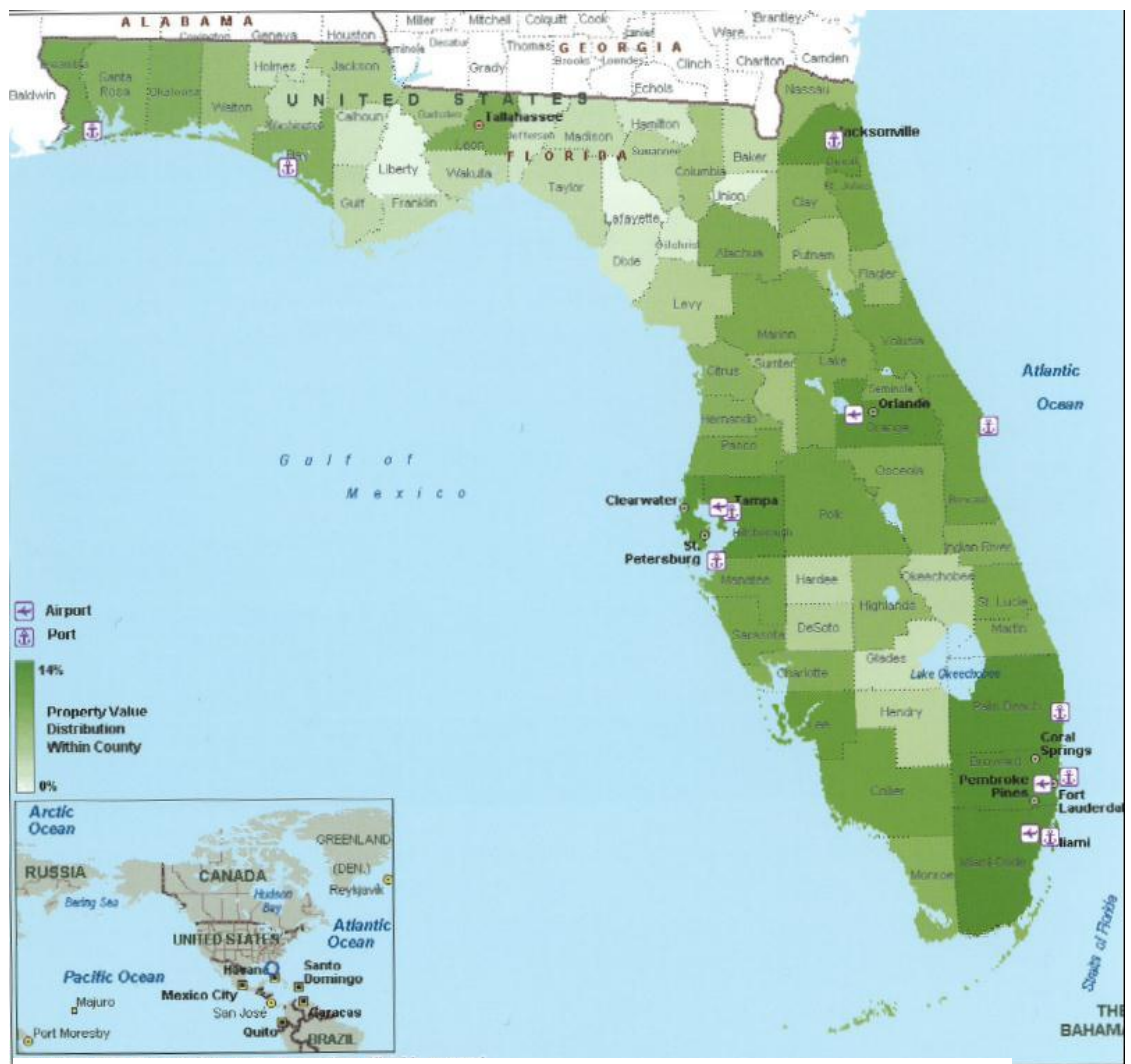 ALABAMA
Covington
Geneva
Houston
Miller
Mitchell
Colquitt
Cook
Brantley
Ware
Seminole
Decatur
Thomas
GEORGIA
Brooks
Lowndes
Clinch
Charlton
Camden
Grady
Echols
Baldwin
Santa
Rosa
Okaloosa
Walton
Holmes
Jackson
Washington
Bay
UNITED STATES
Calhoun
Gadsden
Tallahassee
Leon
Jefferson
Madison
Hamilton
Nassau
Jacksonville
Duval
FLORIDA
Suwannee
Columbia
Baker
Liberty
Wakulla
Taylor
Union
Clay
St. Johns
Gulf
Franklin
Lafayette
Gilchrist
Alachua
Putnam
Dixie
Flagler
Levy
Marion
Volusia
Citrus
Sumter
Lake
Seminole
Orlando
Orange
Hernando
Pasco
Atlantic
Ocean
Gulf of
Mexico
Osceola
Clearwater
Tampa
Hillsborough
Polk
Brevard
St.
Petersburg
Indian River
Manatee
Hardee
Okeechobee
Highlands
St. Lucie
Sarasota
DeSoto
Martin
Charlotte
Glades
Lake Okeechobee
Lee
Hendry
Palm Beach
Coral
Springs
Broward
Collier
Pembroke
Pines
Fort
Lauderdal
Miami
Miami-Dade
Monroe
Straits of Florida
THE
BAHAMA
Airport
Port
14%
Property Value
Distribution
Within County
0%
Arctic
Ocean
GREENLAND
(DEN.)
RUSSIA
CANADA
Reykjavik
Bering Sea
Hudson
Bay
Atlantic
Ocean
UNITED STATES
Pacific Ocean
Havana
Santo
Domingo
Mexico City
Majuro
San José
Caracas
Port Moresby
Quito
BRAZIL